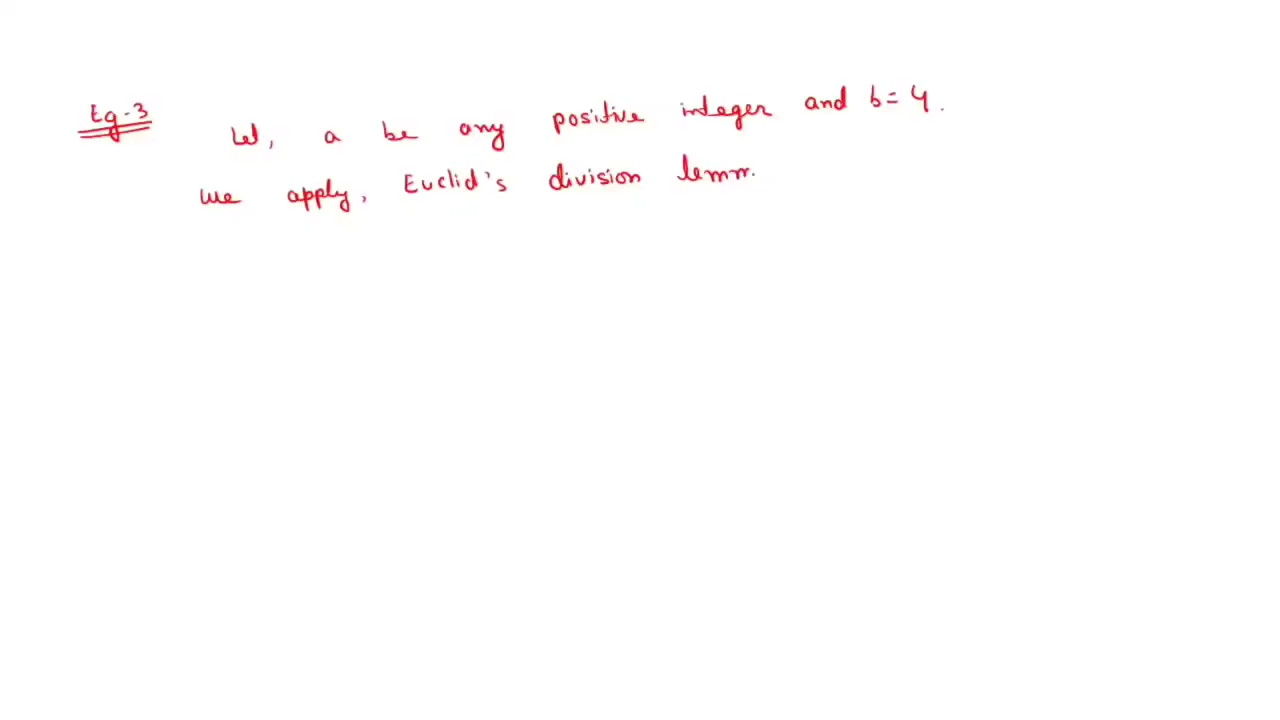 Eg-3
Let, a be any positive integer and b = 4.
we apply, Euclid's division lemm.